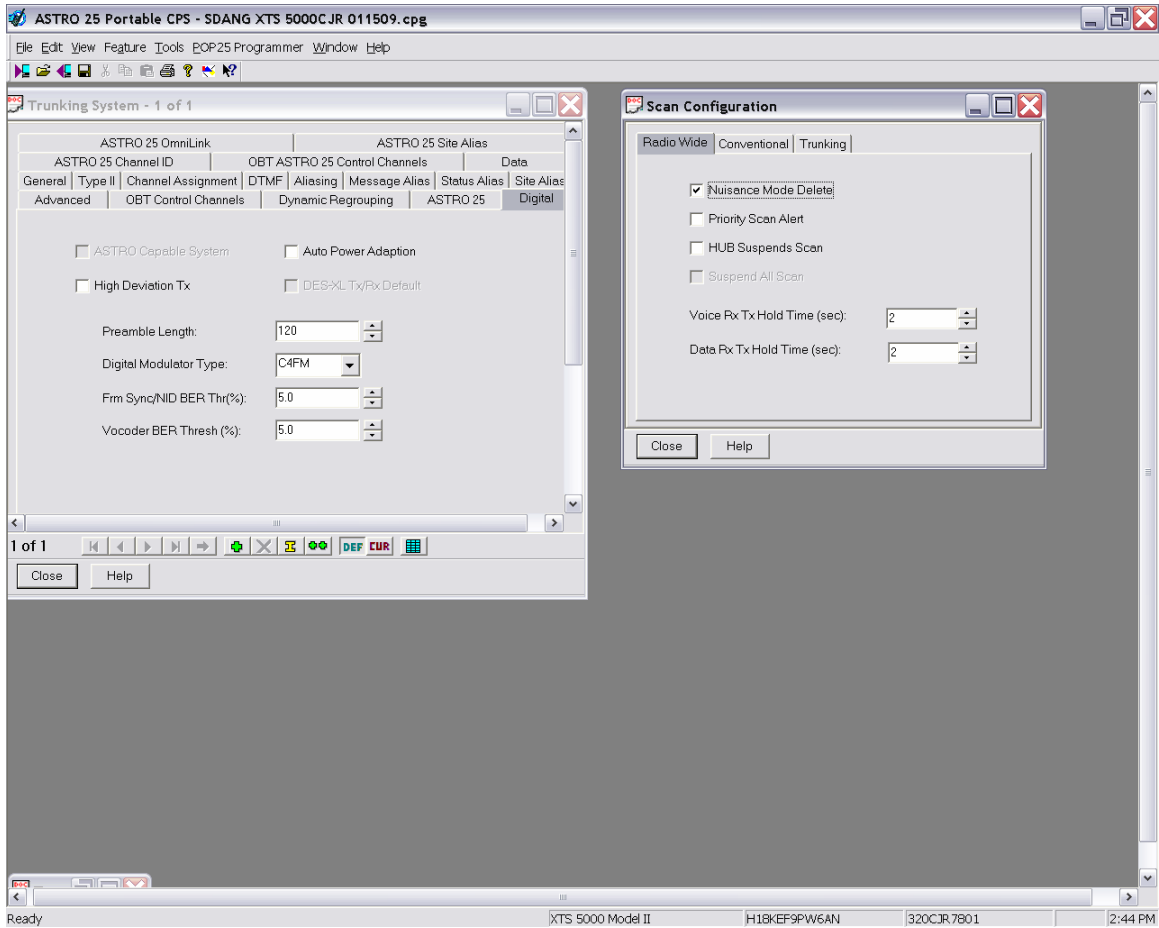 ASTRO 25 Portable CPS - SDANG XTS 5000CJR 011509.cpg
File Edit View Feature Tools POP25 Programmer Window Help
Trunking System - 1 of 1
ASTRO 25 OmniLink ASTRO 25 Site Alias
ASTRO 25 Channel ID OBT ASTRO 25 Control Channels Data
General Type II Channel Assignment DTMF Aliasing Message Alias Status Alias Site Alias
Advanced OBT Control Channels Dynamic Regrouping ASTRO 25 Digital
ASTRO Capable System Auto Power Adaption
High Deviation Tx DES-XL Tx/Rx Default
Preamble Length: 120
Digital Modulator Type: C4FM
Frm Sync/NID BER Thr(%): 5.0
Vocoder BER Thresh (%): 5.0
1 of 1 DEF CUR
Close Help
Scan Configuration
Radio Wide Conventional Trunking
Nuisance Mode Delete
Priority Scan Alert
HUB Suspends Scan
Suspend All Scan
Voice Rx Tx Hold Time (sec): 2
Data Rx Tx Hold Time (sec): 2
Close Help
Ready XTS 5000 Model II H18KEF9PW6AN 320CJR7801 2:44 PM